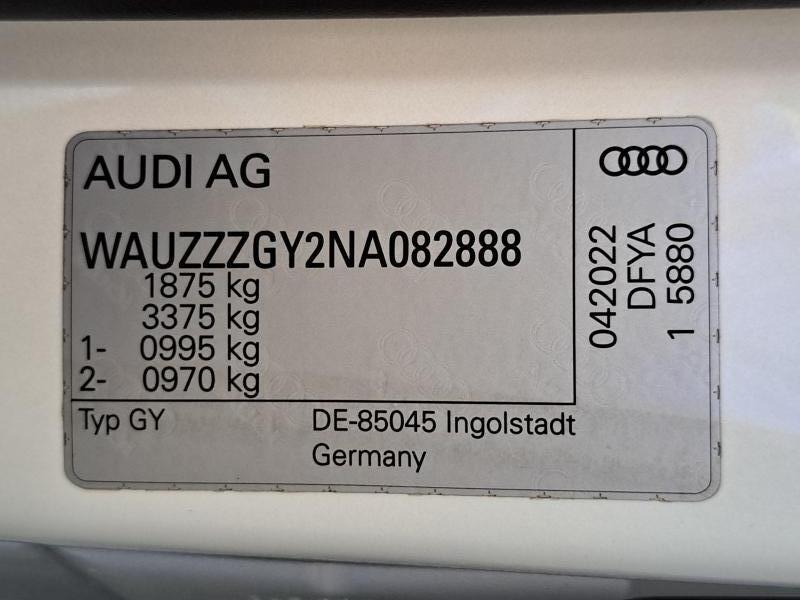 AUDI AG
WAUZZZGY2NA082888
1875 kg
3375 kg
1- 0995 kg
2- 0970 kg
Typ GY
DE-85045 Ingolstadt
Germany
042022
DFYA
1 5880